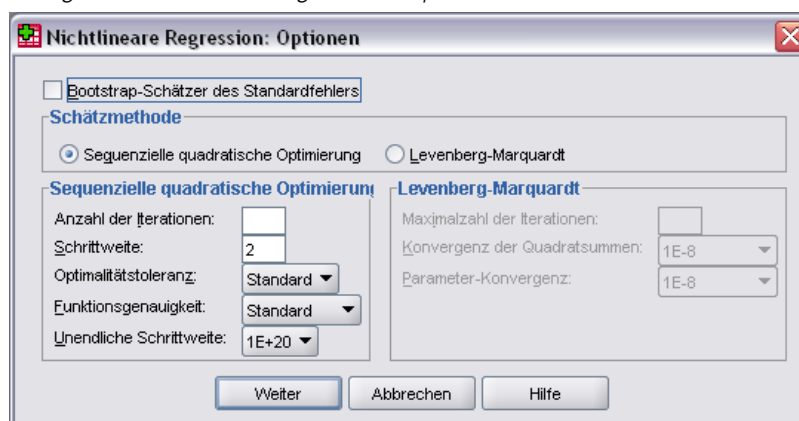 Nichtlineare Regression: Optionen
Bootstrap-Schätzer des Standardfehlers
Schätzmethode
Sequenzielle quadratische Optimierung
Levenberg-Marquardt
Sequenzielle quadratische Optimierung
Anzahl der Iterationen:
Schrittweite: 2
Optimalitätstoleranz: Standard
Funktionsgenauigkeit: Standard
Unendliche Schrittweite: 1E+20
Levenberg-Marquardt
Maximalzahl der Iterationen:
Konvergenz der Quadratsummen: 1E-8
Parameter-Konvergenz: 1E-8
Weiter Abbrechen Hilfe